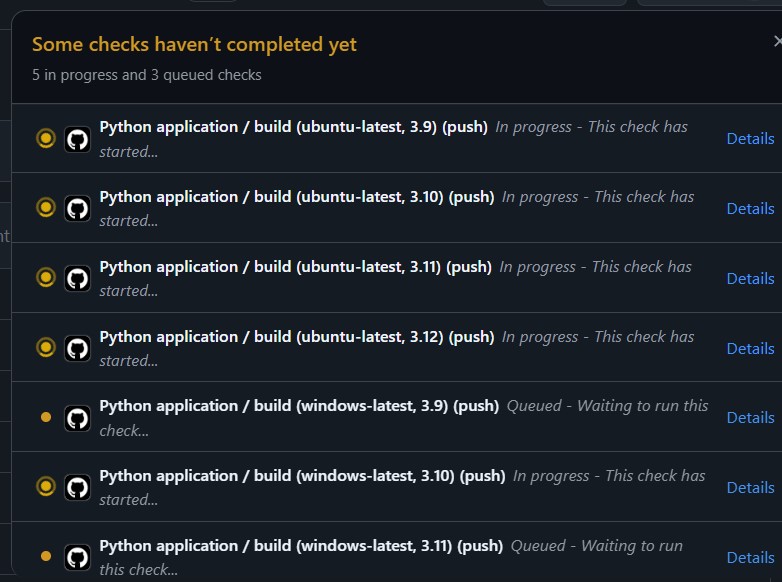 Some checks haven’t completed yet
5 in progress and 3 queued checks
Python application / build (ubuntu-latest, 3.9) (push) In progress - This check has
started...
Details
Python application / build (ubuntu-latest, 3.10) (push) In progress - This check has
started...
Details
Python application / build (ubuntu-latest, 3.11) (push) In progress - This check has
started...
Details
Python application / build (ubuntu-latest, 3.12) (push) In progress - This check has
started...
Details
Python application / build (windows-latest, 3.9) (push) Queued - Waiting to run this
check...
Details
Python application / build (windows-latest, 3.10) (push) In progress - This check has
started...
Details
Python application / build (windows-latest, 3.11) (push) Queued - Waiting to run
this check...
Details